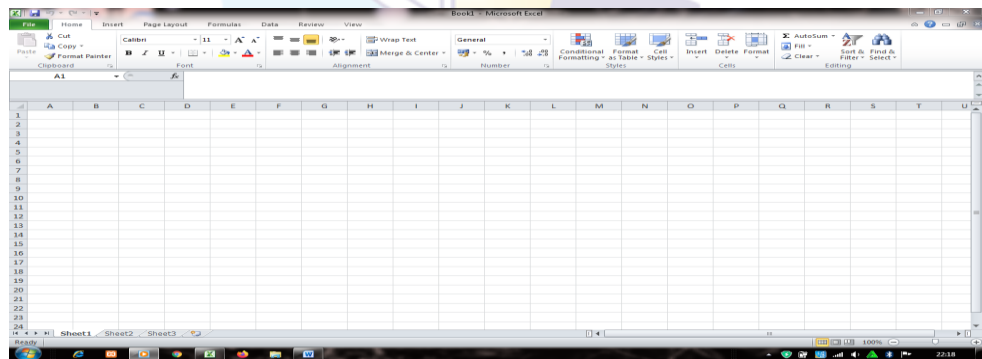 Book1 - Microsoft Excel
File Home Insert Page Layout Formulas Data Review View
Cut
Copy
Format Painter
Paste
Clipboard
Calibri 11 A A
B I U A
Font
Wrap Text
Merge & Center
Alignment
General
%
Number
Conditional Formatting
Format as Table
Cell Styles
Styles
Insert Delete Format
Cells
Σ AutoSum
Fill
Clear
Sort & Filter
Find & Select
Editing
A1 fx
A B C D E F G H I J K L M N O P Q R S T U
1
2
3
4
5
6
7
8
9
10
11
12
13
14
15
16
17
18
19
20
21
22
23
24
Sheet1 Sheet2 Sheet3
Ready 100%
22:18